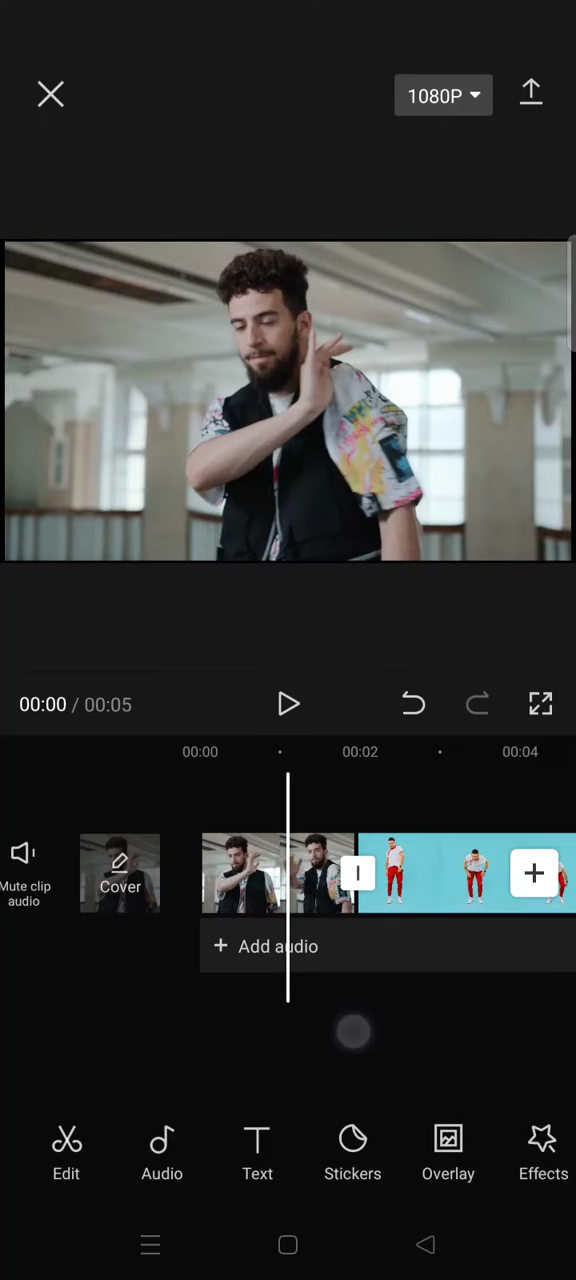 1080P
00:00 / 00:05
00:00 00:02 00:04
Mute clip
audio
Cover
+ Add audio
Edit Audio Text Stickers Overlay Effects